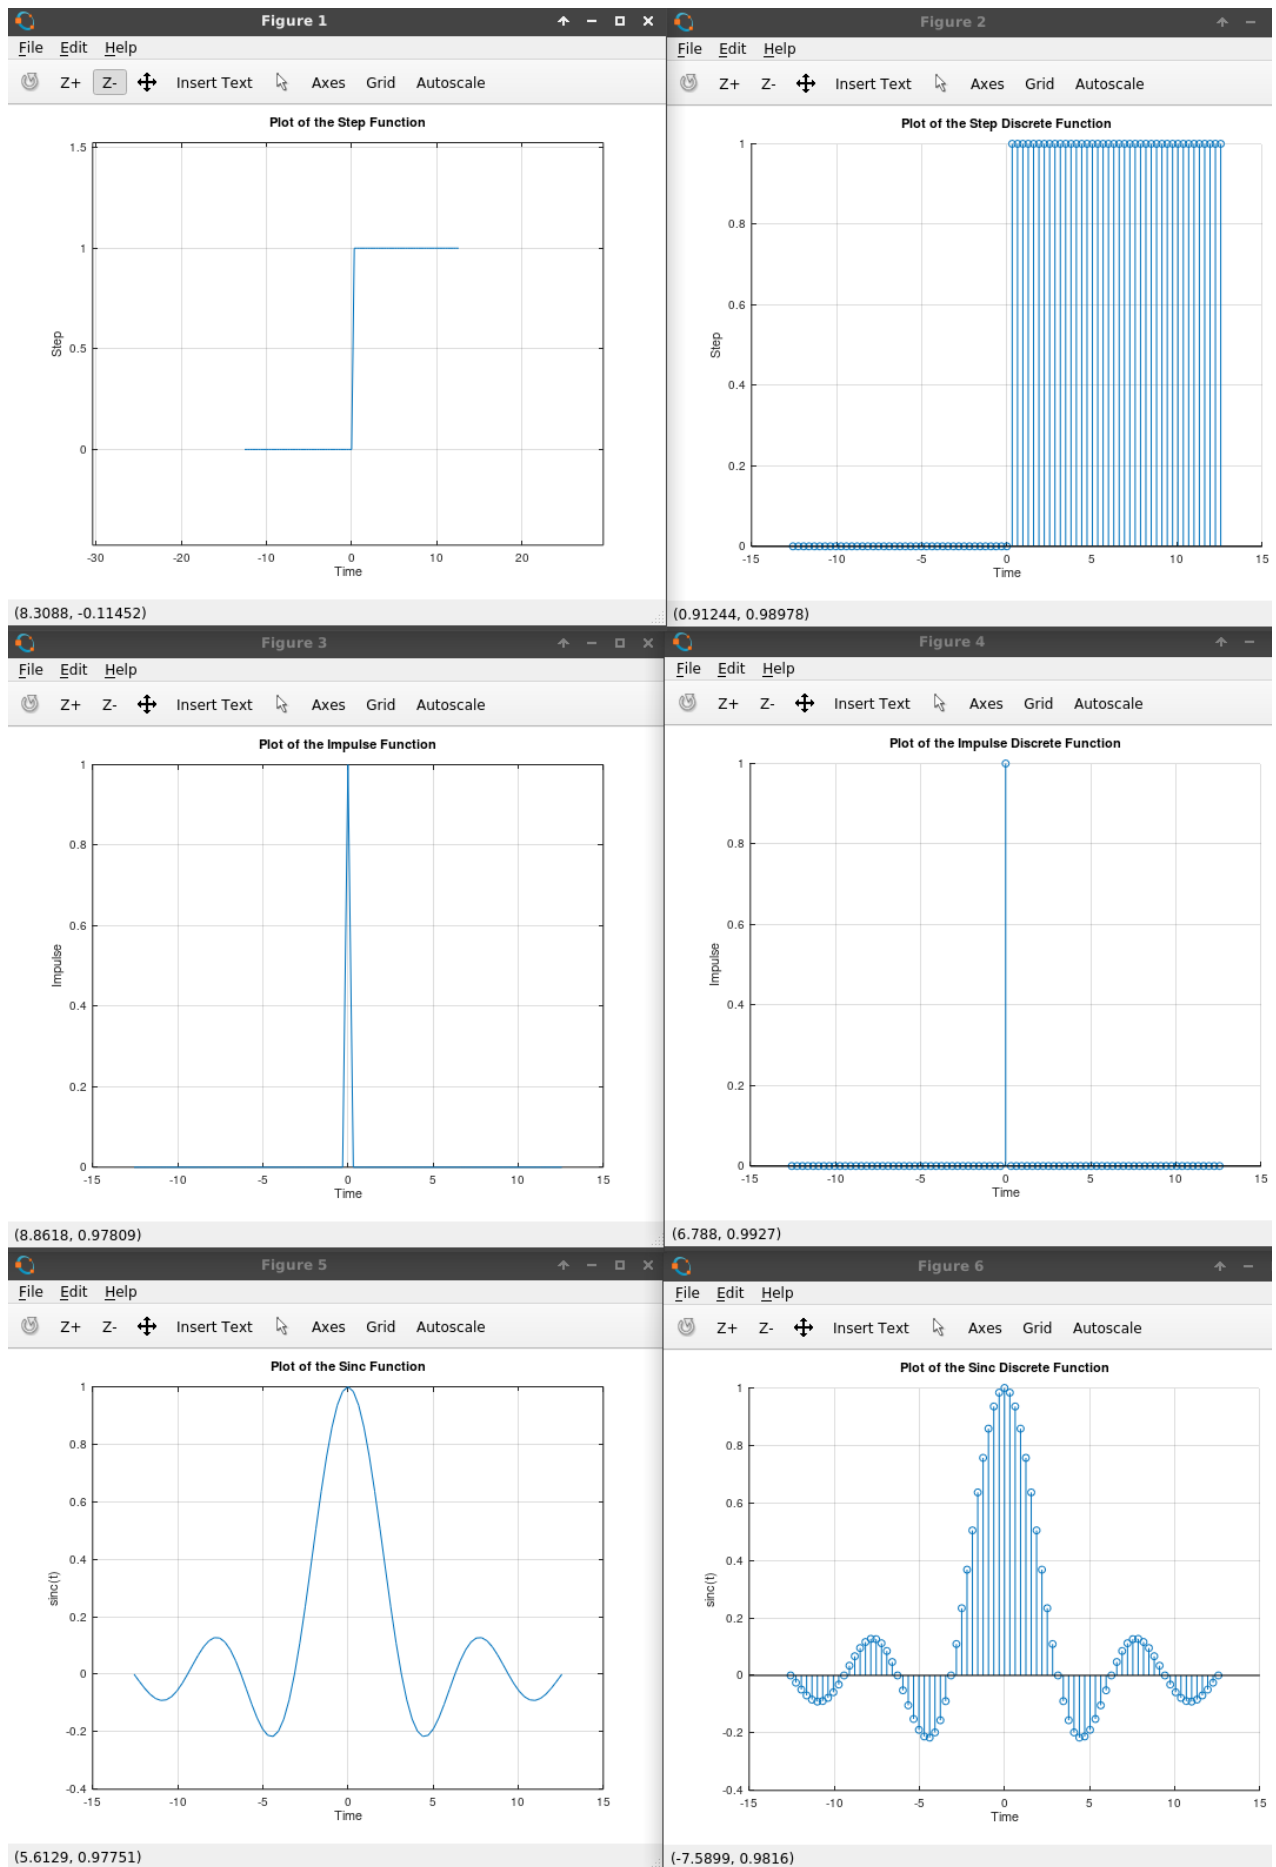 Figure 1
File Edit Help
Z+ Z- Insert Text Axes Grid Autoscale
Plot of the Step Function
1.5
1
0.5
0
Step
-30 -20 -10 0 10 20
Time
(8.3088, -0.11452)
Figure 2
File Edit Help
Z+ Z- Insert Text Axes Grid Autoscale
Plot of the Step Discrete Function
1
0.8
0.6
0.4
0.2
0
Step
-15 -10 -5 0 5 10 15
Time
(0.91244, 0.98978)
Figure 3
File Edit Help
Z+ Z- Insert Text Axes Grid Autoscale
Plot of the Impulse Function
1
0.8
0.6
0.4
0.2
0
Impulse
-15 -10 -5 0 5 10 15
Time
(8.8618, 0.97809)
Figure 4
File Edit Help
Z+ Z- Insert Text Axes Grid Autoscale
Plot of the Impulse Discrete Function
1
0.8
0.6
0.4
0.2
0
Impulse
-15 -10 -5 0 5 10 15
Time
(6.788, 0.9927)
Figure 5
File Edit Help
Z+ Z- Insert Text Axes Grid Autoscale
Plot of the Sinc Function
1
0.8
0.6
0.4
0.2
0
-0.2
-0.4
sinc(t)
-15 -10 -5 0 5 10 15
Time
(5.6129, 0.97751)
Figure 6
File Edit Help
Z+ Z- Insert Text Axes Grid Autoscale
Plot of the Sinc Discrete Function
1
0.8
0.6
0.4
0.2
0
-0.2
-0.4
sinc(t)
-15 -10 -5 0 5 10 15
Time
(-7.5899, 0.9816)